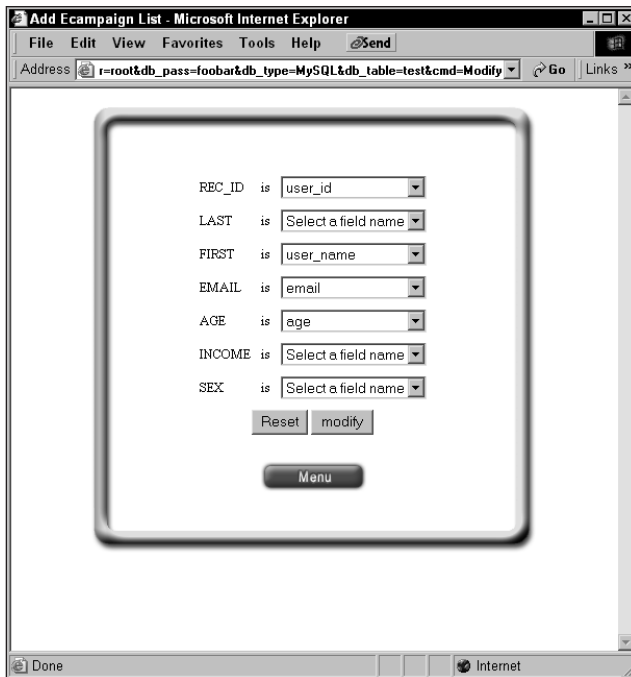 Add Ecampaign List - Microsoft Internet Explorer
File Edit View Favorites Tools Help Send
Address r=root&db_pass=foobar&db_type=MySQL&db_table=test&cmd=Modify Go Links »
REC_ID is user_id
LAST is Select a field name
FIRST is user_name
EMAIL is email
AGE is age
INCOME is Select a field name
SEX is Select a field name
Reset modify
Menu
Done Internet